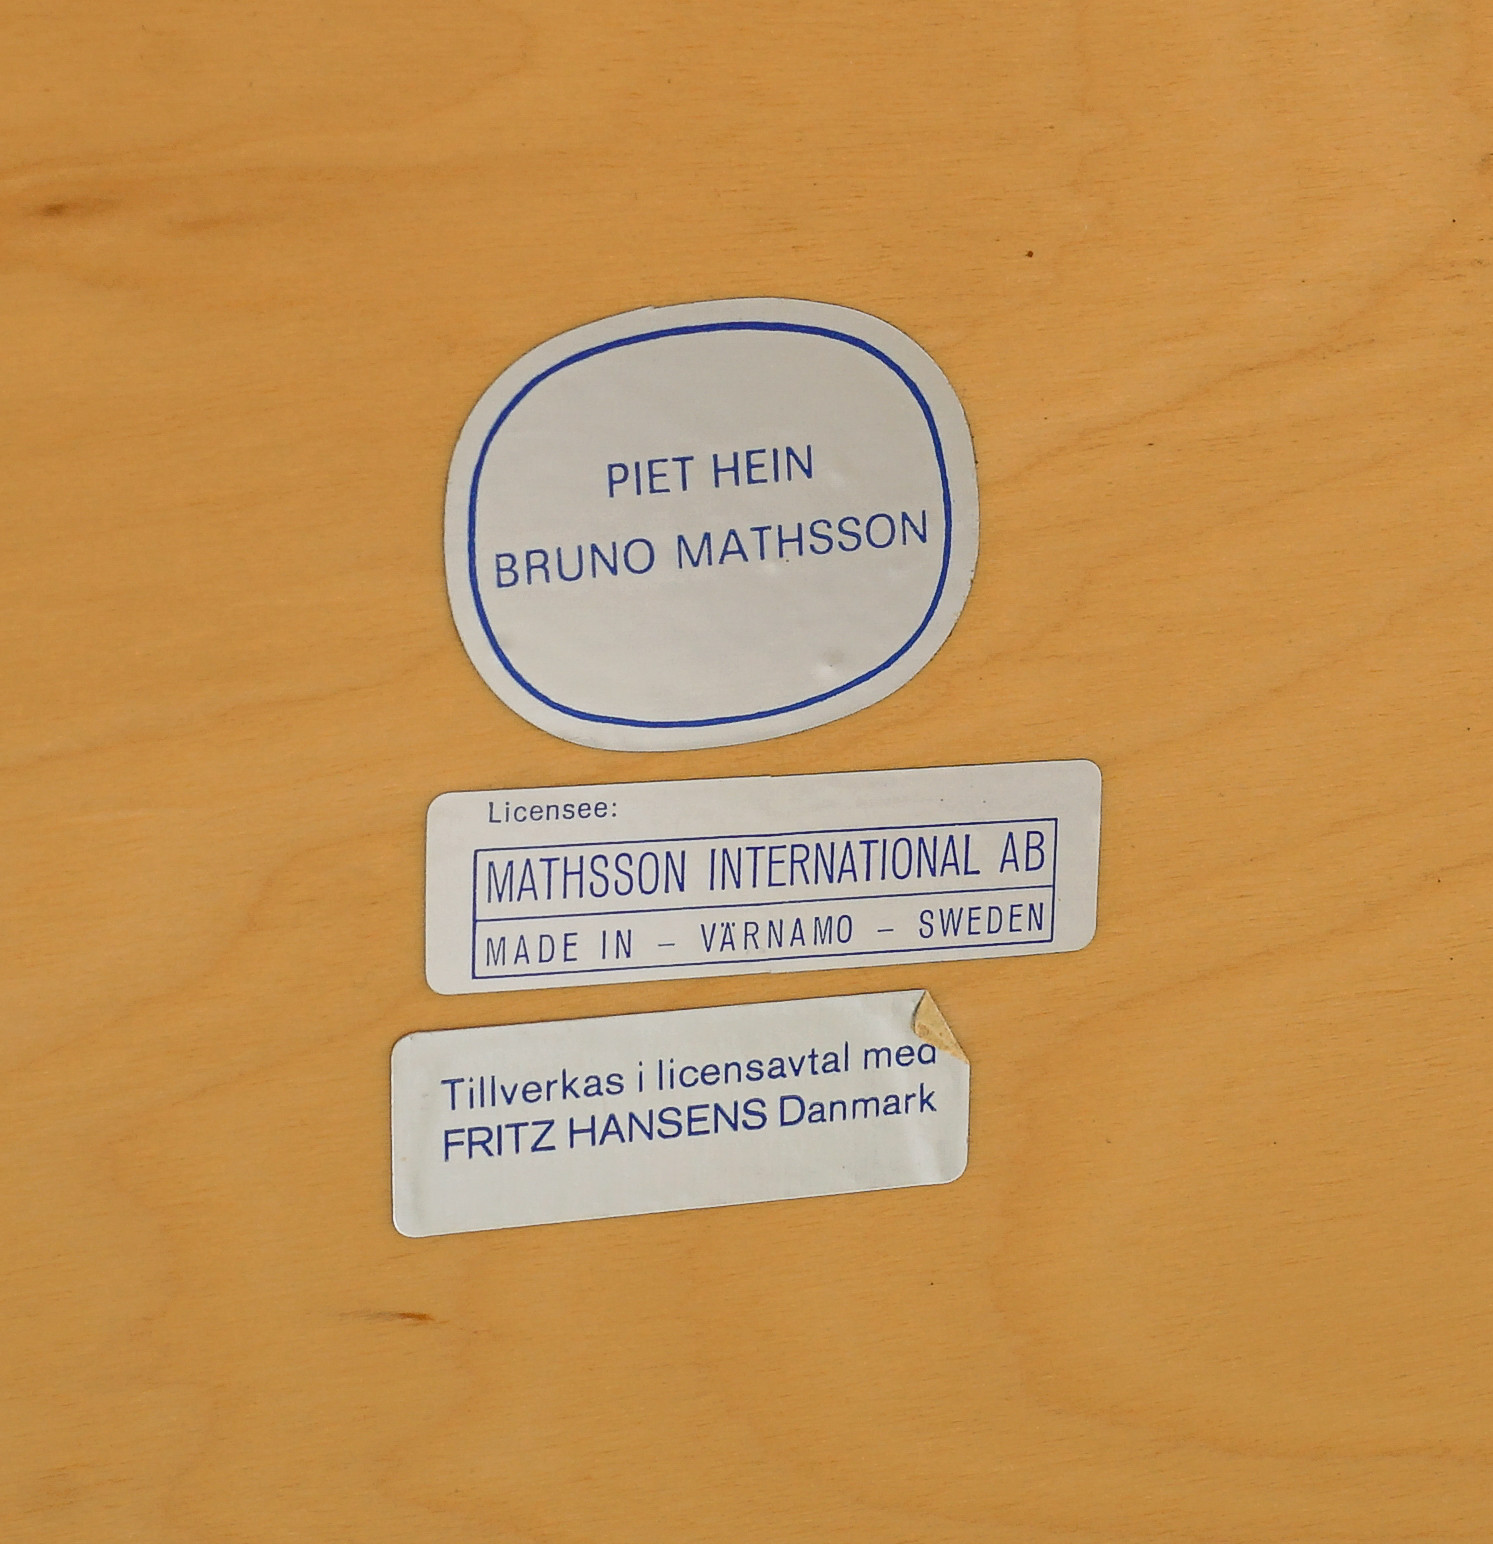 PIET HEIN
BRUNO MATHSSON
Licensee:
MATHSSON INTERNATIONAL AB
MADE IN – VÄRNAMO – SWEDEN
Tillverkas i licensavtal med
FRITZ HANSENS Danmark